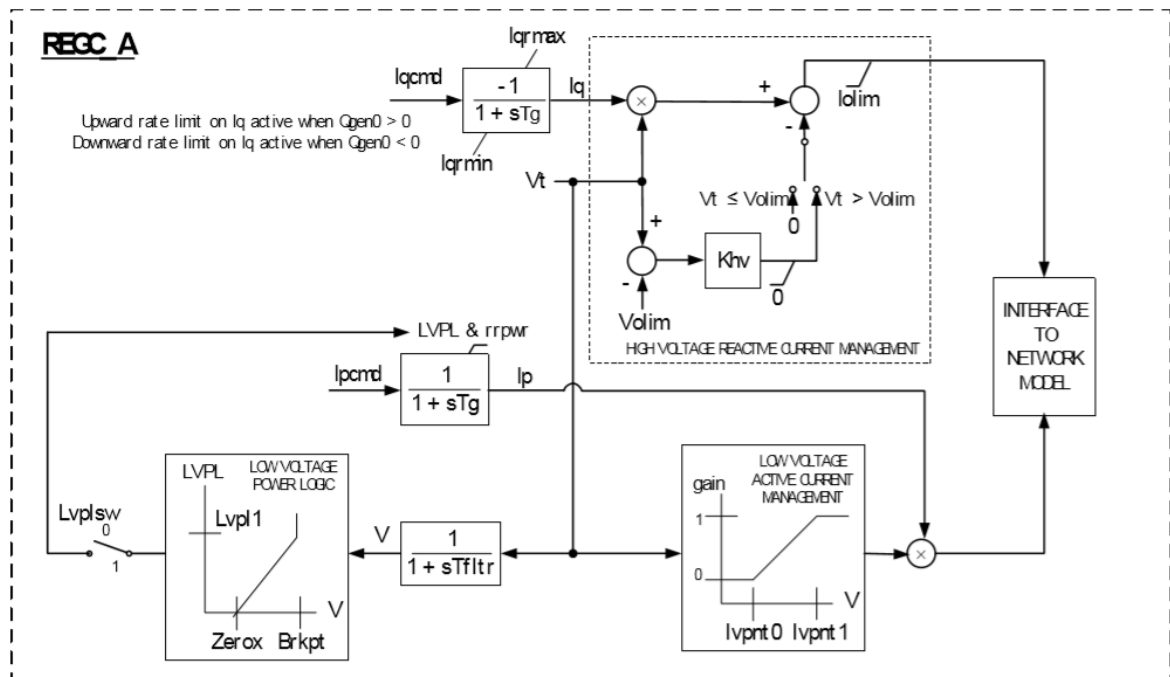 REGC_A
Iqrmax
Iqcmd
-1
1 + sTg
Iq
×
+
Iolim
-
Upward rate limit on Iq active when Qgen0 > 0
Downward rate limit on Iq active when Qgen0 < 0
Iqrmin
Vt
Vt ≤ Volim
Vt > Volim
0
+
Khv
-
0
Volim
HIGH VOLTAGE REACTIVE CURRENT MANAGEMENT
INTERFACE
TO
NETWORK
MODEL
LVPL & rrpwr
Ipcmd
1
1 + sTg
Ip
LVPL
LOW VOLTAGE
POWER LOGIC
Lvpl1
V
Zerox
Brkpt
Lvplsw
0
1
V
1
1 + sTfltr
LOW VOLTAGE
ACTIVE CURRENT
MANAGEMENT
gain
1
0
V
lvpnt0
lvpnt1
×